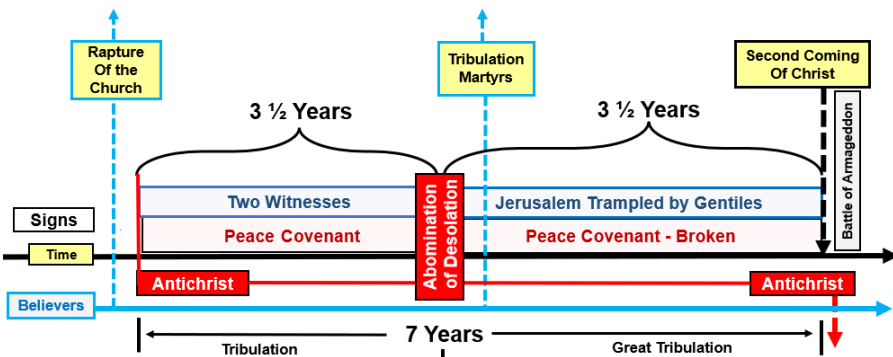 Rapture
Of the
Church
Tribulation
Martyrs
Second Coming
Of Christ
3 ½ Years
3 ½ Years
Battle of Armageddon
Two Witnesses
Jerusalem Trampled by Gentiles
Abomination
of Desolation
Signs
Peace Covenant
Peace Covenant - Broken
Time
Antichrist
Antichrist
Believers
7 Years
Tribulation
Great Tribulation